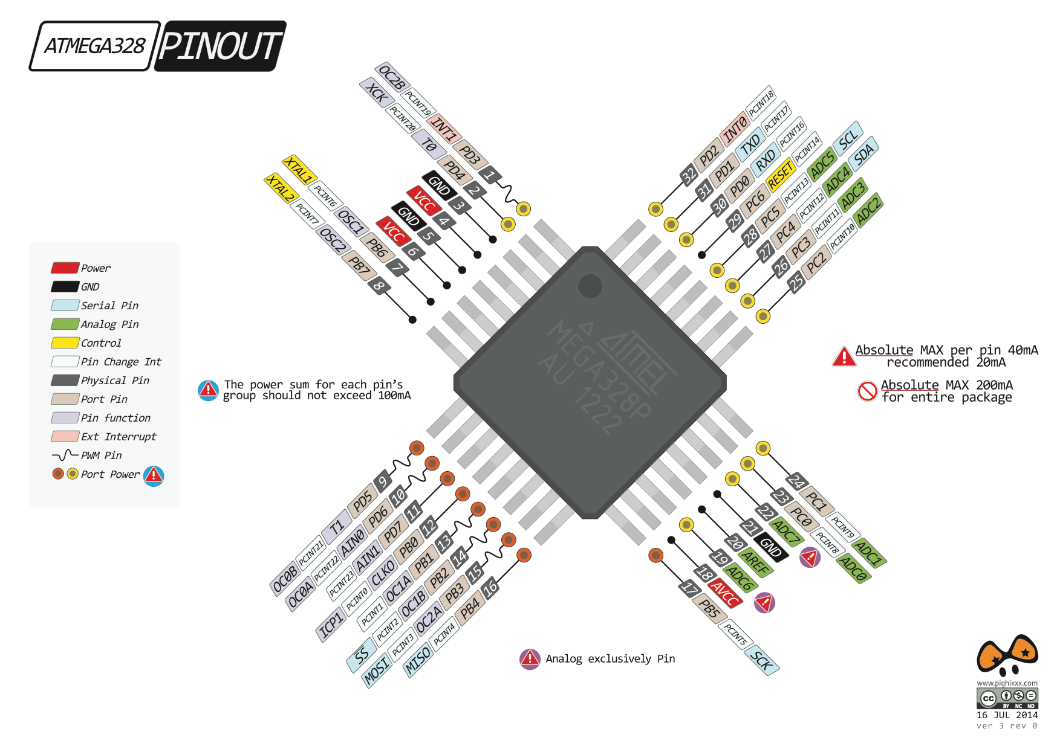 ATMEGA328 PINOUT
OC2B PCINT19 INT1 PD3 1
XCK PCINT20 T0 PD4 2
GND 3
VCC 4
GND 5
VCC 6
XTAL1 PCINT6 OSC1 PB6 7
XTAL2 PCINT7 OSC2 PB7 8
32 PD2 INT0 PCINT18
31 PD1 TXD PCINT17
30 PD0 RXD PCINT16
29 PC6 RESET PCINT14
28 PC5 PCINT13 ADC5 SCL
27 PC4 PCINT12 ADC4 SDA
26 PC3 PCINT11 ADC3
25 PC2 PCINT10 ADC2
Power
GND
Serial Pin
Analog Pin
Control
Pin Change Int
Physical Pin
Port Pin
Pin function
Ext Interrupt
PWM Pin
Port Power
The power sum for each pin's
group should not exceed 100mA
ATMEL
MEGA328P
AU 1222
Absolute MAX per pin 40mA
recommended 20mA
Absolute MAX 200mA
for entire package
OC0B PCINT21 T1 PD5 9
OC0A PCINT22 AIN0 PD6 10
PCINT23 AIN1 PD7 11
ICP1 PCINT0 CLKO PB0 12
PCINT1 OC1A PB1 13
SS PCINT2 OC1B PB2 14
MOSI PCINT3 OC2A PB3 15
MISO PCINT4 PB4 16
24 PC1 PCINT9 ADC1
23 PC0 PCINT8 ADC0
22 ADC7
21 GND
20 AREF
19 ADC6
18 AVCC
17 PB5 PCINT5 SCK
Analog exclusively Pin
www.pighixxx.com
cc BY NC ND
16 JUL 2014
ver 3 rev 0